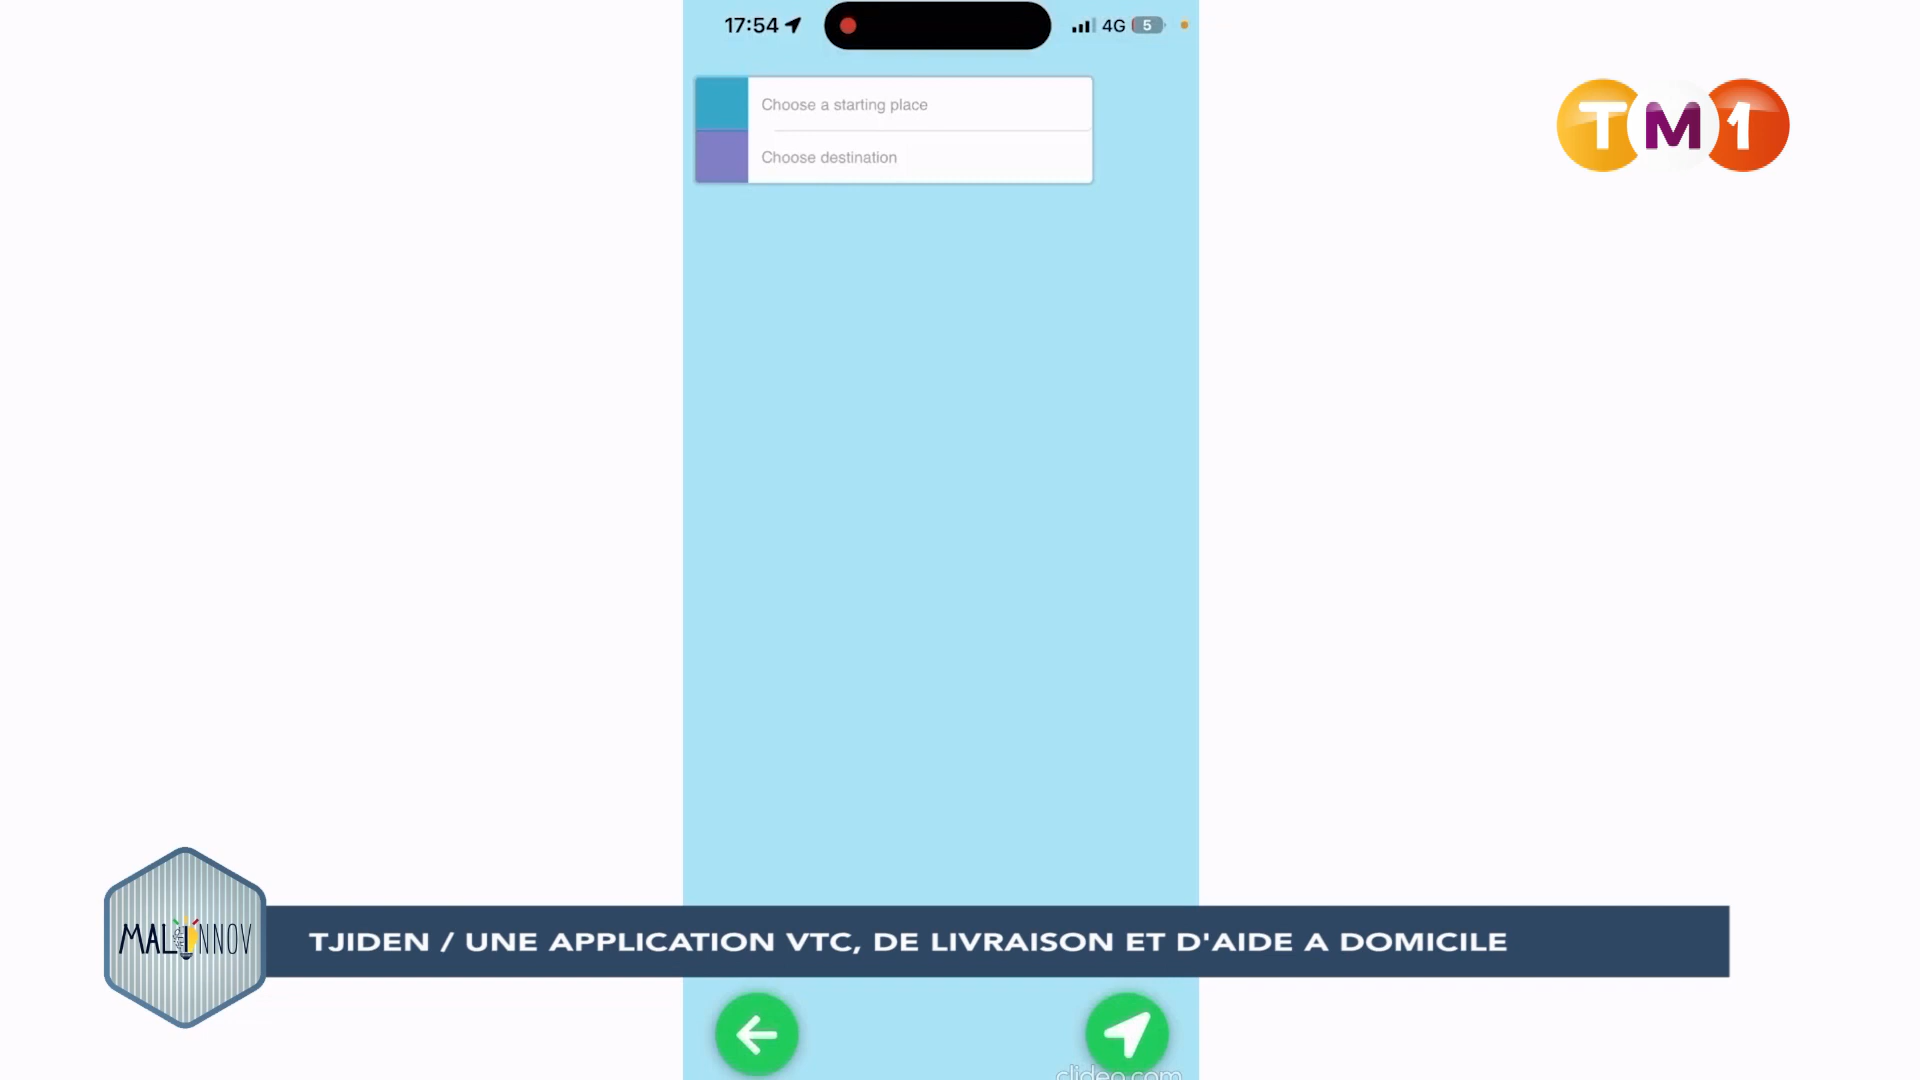 17:54
4G 5
Choose a starting place
Choose destination
TM1
MALIINNOV
TJIDEN / UNE APPLICATION VTC, DE LIVRAISON ET D'AIDE A DOMICILE
clideo.com